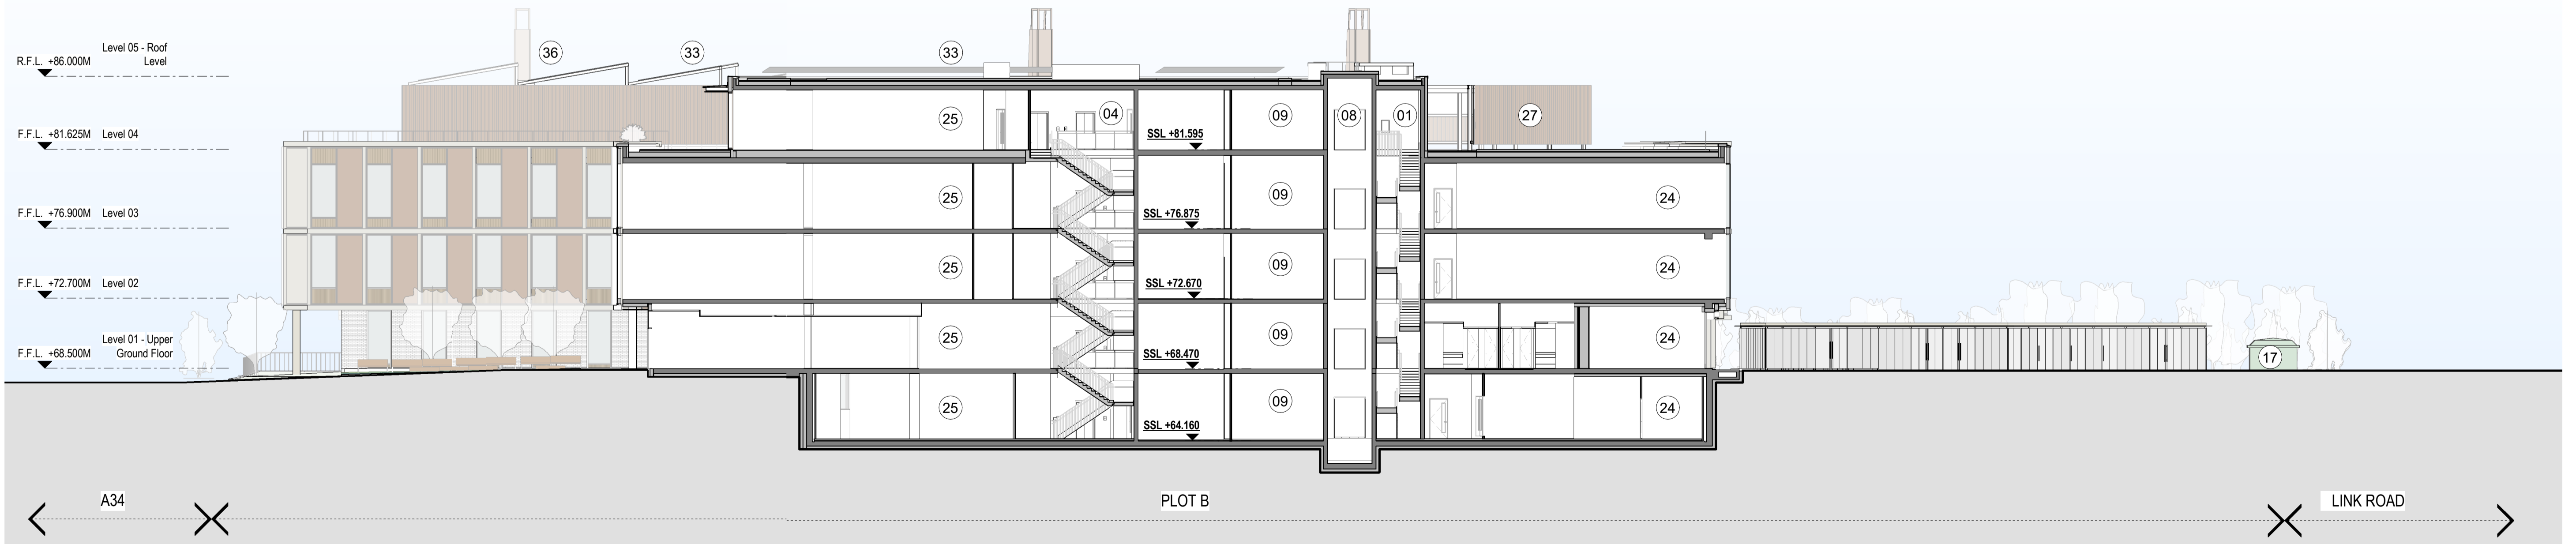 Level 05 - Roof
Level
R.F.L. +86.000M
36
33
33
F.F.L. +81.625M Level 04
25
04
SSL +81.595
09
08
01
27
F.F.L. +76.900M Level 03
25
SSL +76.875
09
24
F.F.L. +72.700M Level 02
25
SSL +72.670
09
24
Level 01 - Upper
Ground Floor
F.F.L. +68.500M
25
SSL +68.470
09
24
17
25
SSL +64.160
09
24
A34
PLOT B
LINK ROAD